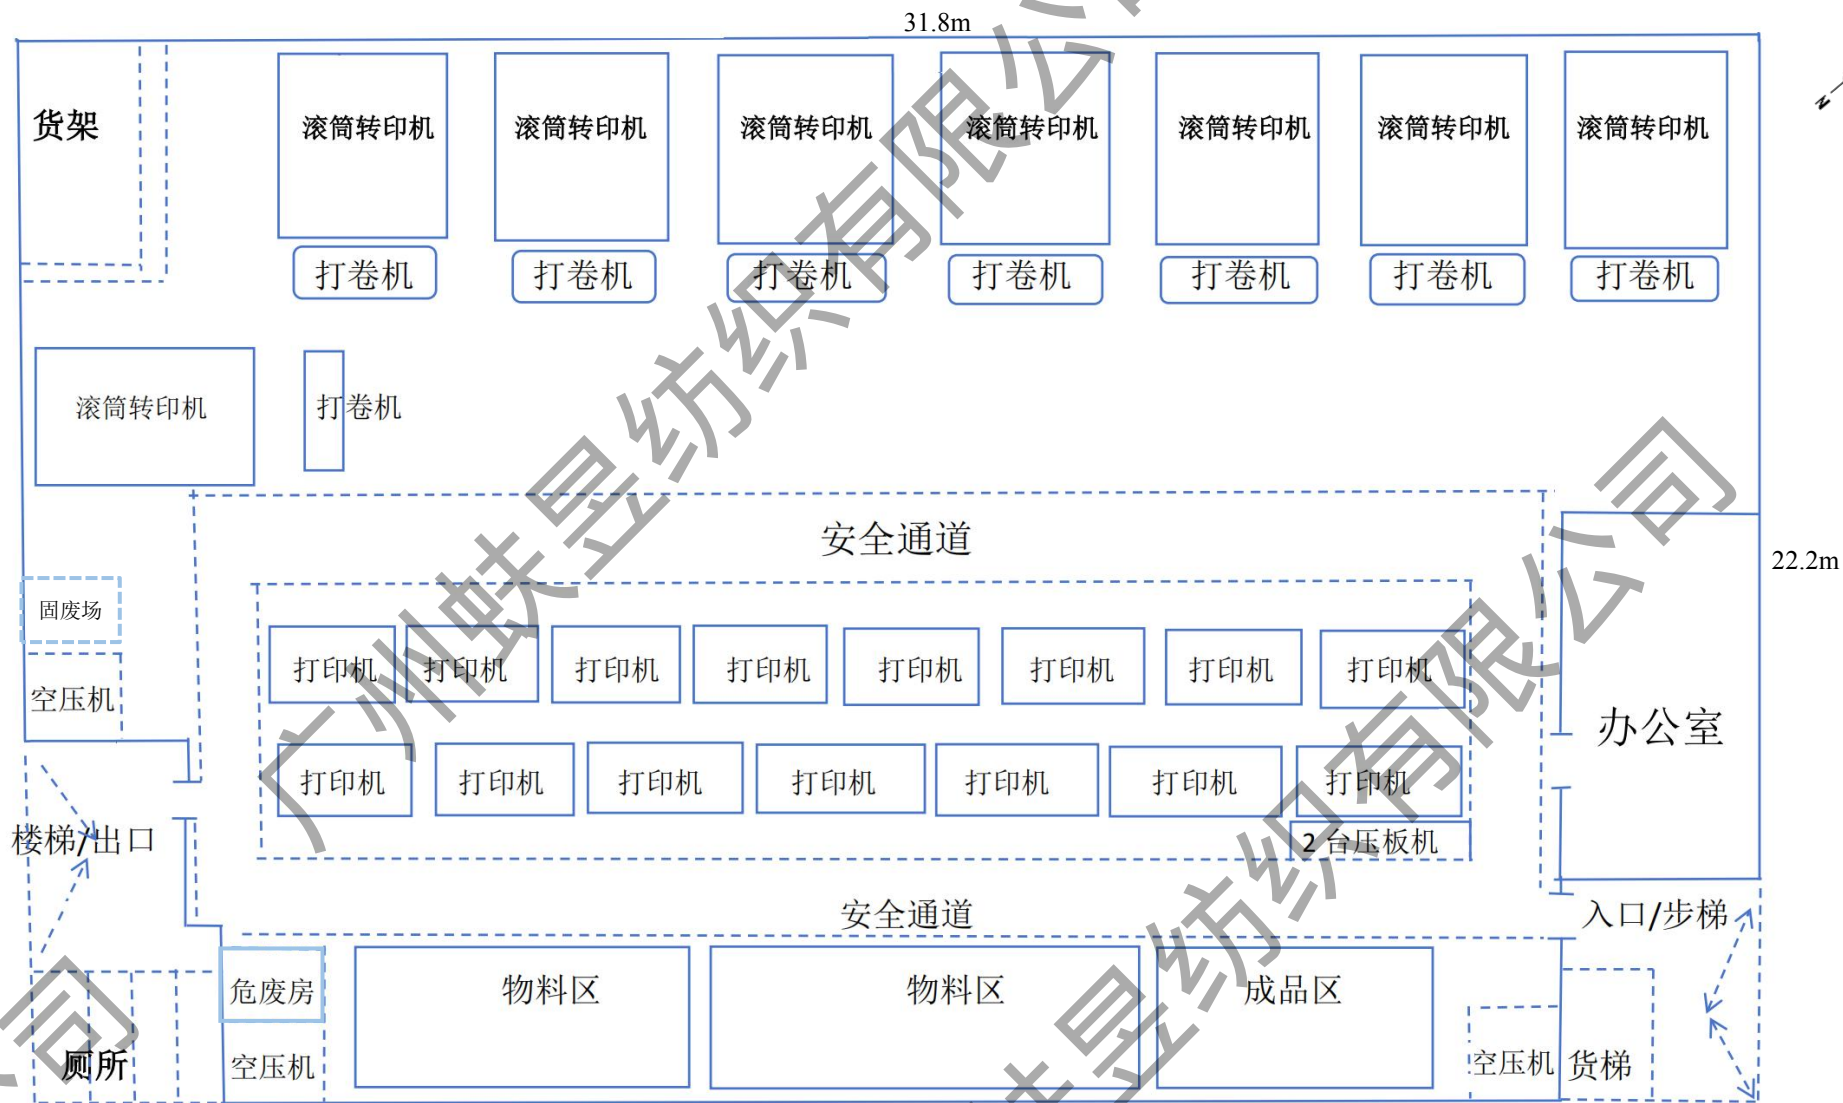 31.8m
货架
滚筒转印机 滚筒转印机 滚筒转印机 滚筒转印机 滚筒转印机 滚筒转印机 滚筒转印机
N
打卷机 打卷机 打卷机 打卷机 打卷机 打卷机 打卷机
滚筒转印机 打卷机
安全通道
22.2m
固废场
打印机 打印机 打印机 打印机 打印机 打印机 打印机 打印机
空压机
办公室
打印机 打印机 打印机 打印机 打印机 打印机 打印机
楼梯/出口
2 台压板机
安全通道
入口/步梯
危废房 物料区 物料区 成品区
厕所 空压机 空压机 货梯
广州蚨昱纺织有限公司
蚨昱纺织有限公司
公司